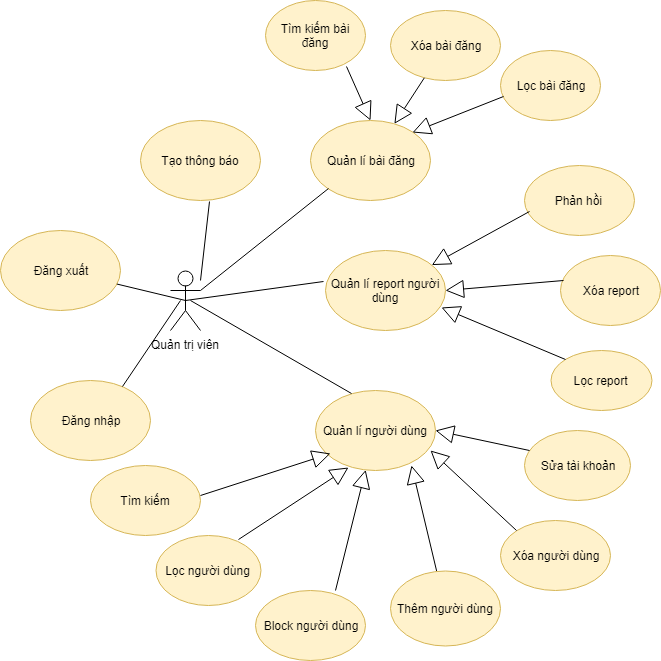 Tìm kiếm bài
đăng
Xóa bài đăng
Lọc bài đăng
Tạo thông báo
Quản lí bài đăng
Phản hồi
Đăng xuất
Quản lí report người
dùng
Xóa report
Quản trị viên
Lọc report
Đăng nhập
Quản lí người dùng
Sửa tài khoản
Tìm kiếm
Xóa người dùng
Lọc người dùng
Thêm người dùng
Block người dùng